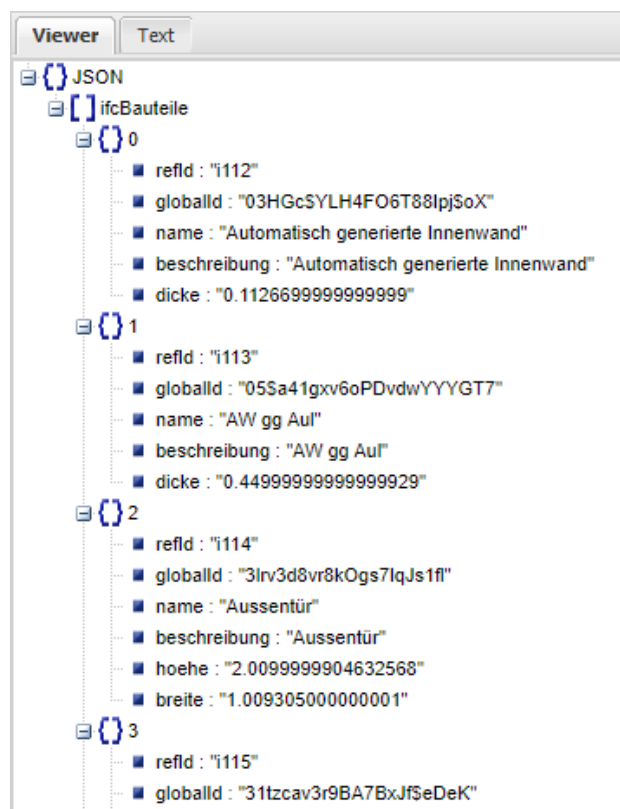 Viewer Text
JSON
ifcBauteile
0
refId : "i112"
globalId : "03HGc$YLH4FO6T88Ipj$oX"
name : "Automatisch generierte Innenwand"
beschreibung : "Automatisch generierte Innenwand"
dicke : "0.1126699999999999"
1
refId : "i113"
globalId : "05$a41gxv6oPDvdwYYYGT7"
name : "AW gg Aul"
beschreibung : "AW gg Aul"
dicke : "0.44999999999999929"
2
refId : "i114"
globalId : "3Irv3d8vr8kOgs7IqJs1fl"
name : "Aussentür"
beschreibung : "Aussentür"
hoehe : "2.0099999904632568"
breite : "1.009305000000001"
3
refId : "i115"
globalId : "31tzcav3r9BA7BxJf$eDeK"